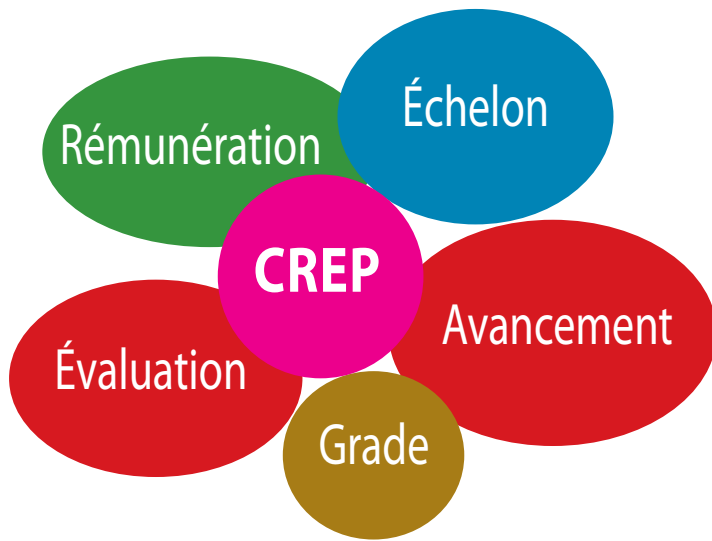 Échelon
Rémunération
CREP
Avancement
Évaluation
Grade